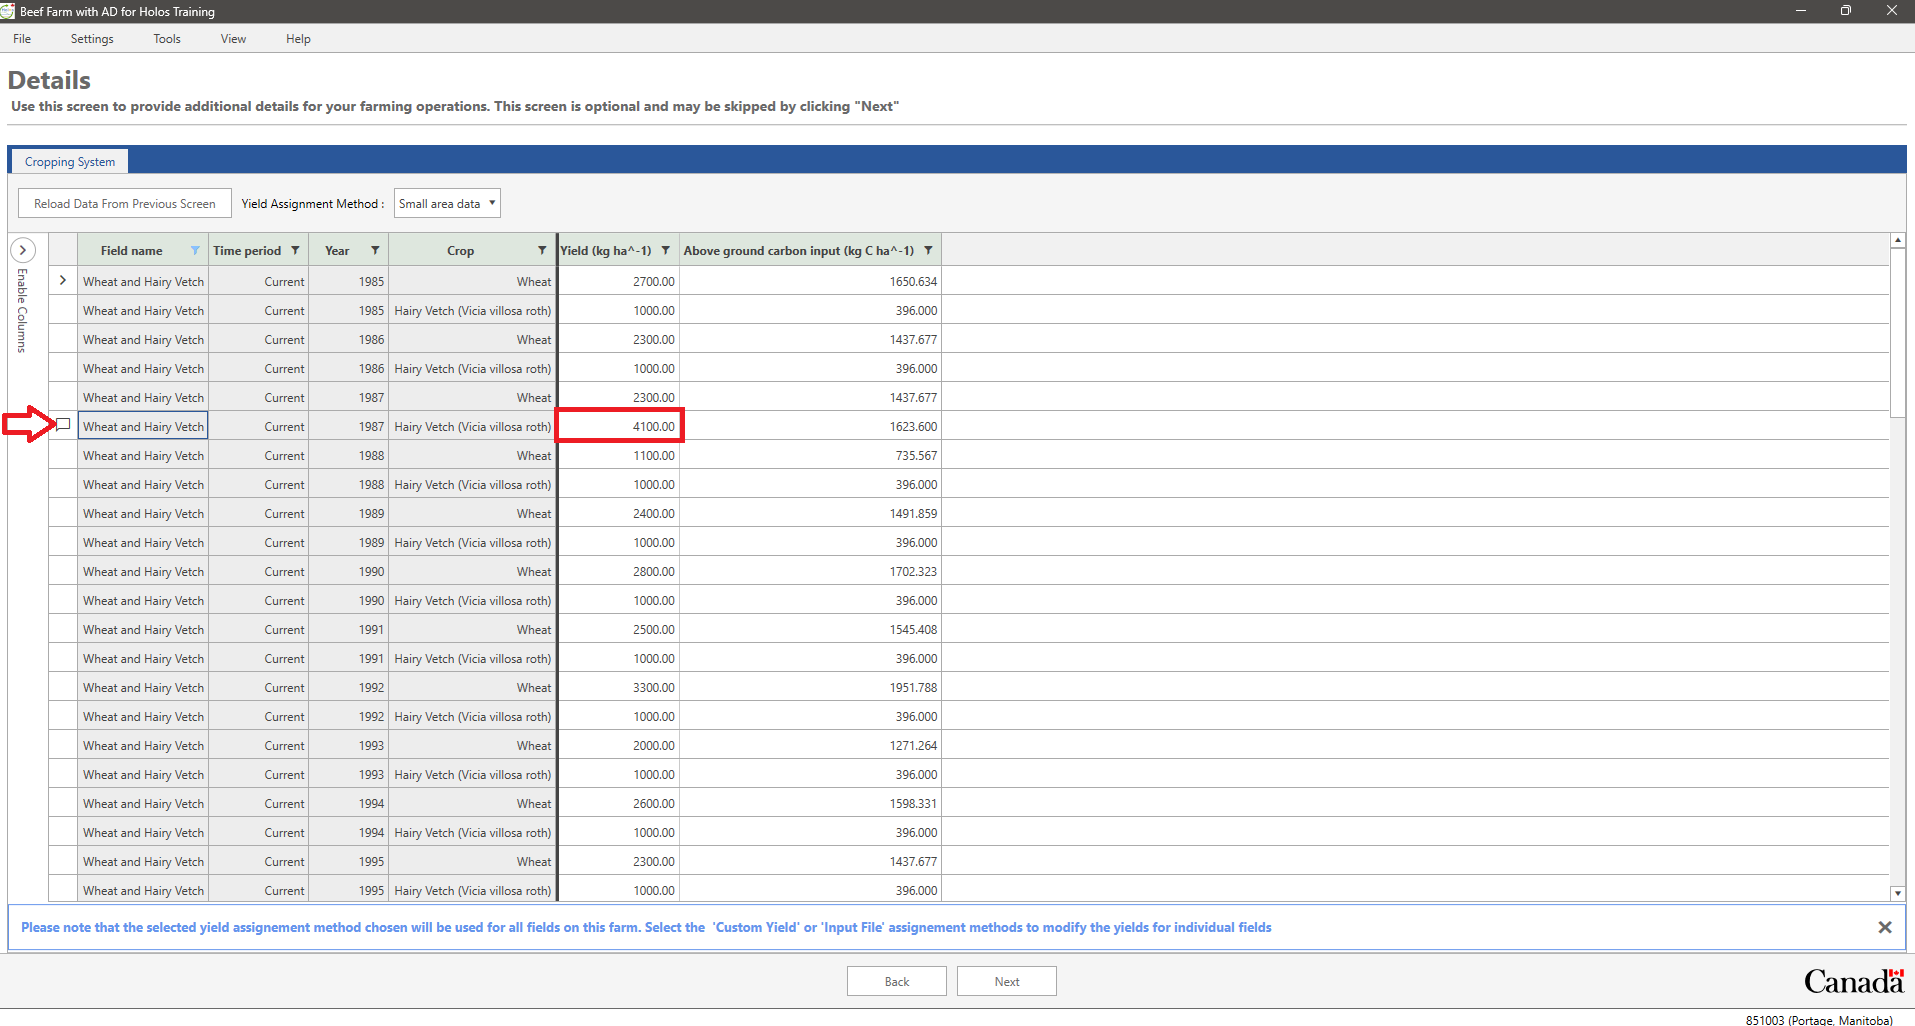 Beef Farm with AD for Holos Training
File Settings Tools View Help
Details
Use this screen to provide additional details for your farming operations. This screen is optional and may be skipped by clicking "Next"
Cropping System
Reload Data From Previous Screen Yield Assignment Method : Small area data
Enable Columns
Field name Time period Year Crop Yield (kg ha^-1) Above ground carbon input (kg C ha^-1)
Wheat and Hairy Vetch Current 1985 Wheat 2700.00 1650.634
Wheat and Hairy Vetch Current 1985 Hairy Vetch (Vicia villosa roth) 1000.00 396.000
Wheat and Hairy Vetch Current 1986 Wheat 2300.00 1437.677
Wheat and Hairy Vetch Current 1986 Hairy Vetch (Vicia villosa roth) 1000.00 396.000
Wheat and Hairy Vetch Current 1987 Wheat 2300.00 1437.677
Wheat and Hairy Vetch Current 1987 Hairy Vetch (Vicia villosa roth) 4100.00 1623.600
Wheat and Hairy Vetch Current 1988 Wheat 1100.00 735.567
Wheat and Hairy Vetch Current 1988 Hairy Vetch (Vicia villosa roth) 1000.00 396.000
Wheat and Hairy Vetch Current 1989 Wheat 2400.00 1491.859
Wheat and Hairy Vetch Current 1989 Hairy Vetch (Vicia villosa roth) 1000.00 396.000
Wheat and Hairy Vetch Current 1990 Wheat 2800.00 1702.323
Wheat and Hairy Vetch Current 1990 Hairy Vetch (Vicia villosa roth) 1000.00 396.000
Wheat and Hairy Vetch Current 1991 Wheat 2500.00 1545.408
Wheat and Hairy Vetch Current 1991 Hairy Vetch (Vicia villosa roth) 1000.00 396.000
Wheat and Hairy Vetch Current 1992 Wheat 3300.00 1951.788
Wheat and Hairy Vetch Current 1992 Hairy Vetch (Vicia villosa roth) 1000.00 396.000
Wheat and Hairy Vetch Current 1993 Wheat 2000.00 1271.264
Wheat and Hairy Vetch Current 1993 Hairy Vetch (Vicia villosa roth) 1000.00 396.000
Wheat and Hairy Vetch Current 1994 Wheat 2600.00 1598.331
Wheat and Hairy Vetch Current 1994 Hairy Vetch (Vicia villosa roth) 1000.00 396.000
Wheat and Hairy Vetch Current 1995 Wheat 2300.00 1437.677
Wheat and Hairy Vetch Current 1995 Hairy Vetch (Vicia villosa roth) 1000.00 396.000
Please note that the selected yield assignement method chosen will be used for all fields on this farm. Select the 'Custom Yield' or 'Input File' assignement methods to modify the yields for individual fields
Back Next
Canada
851003 (Portage, Manitoba)